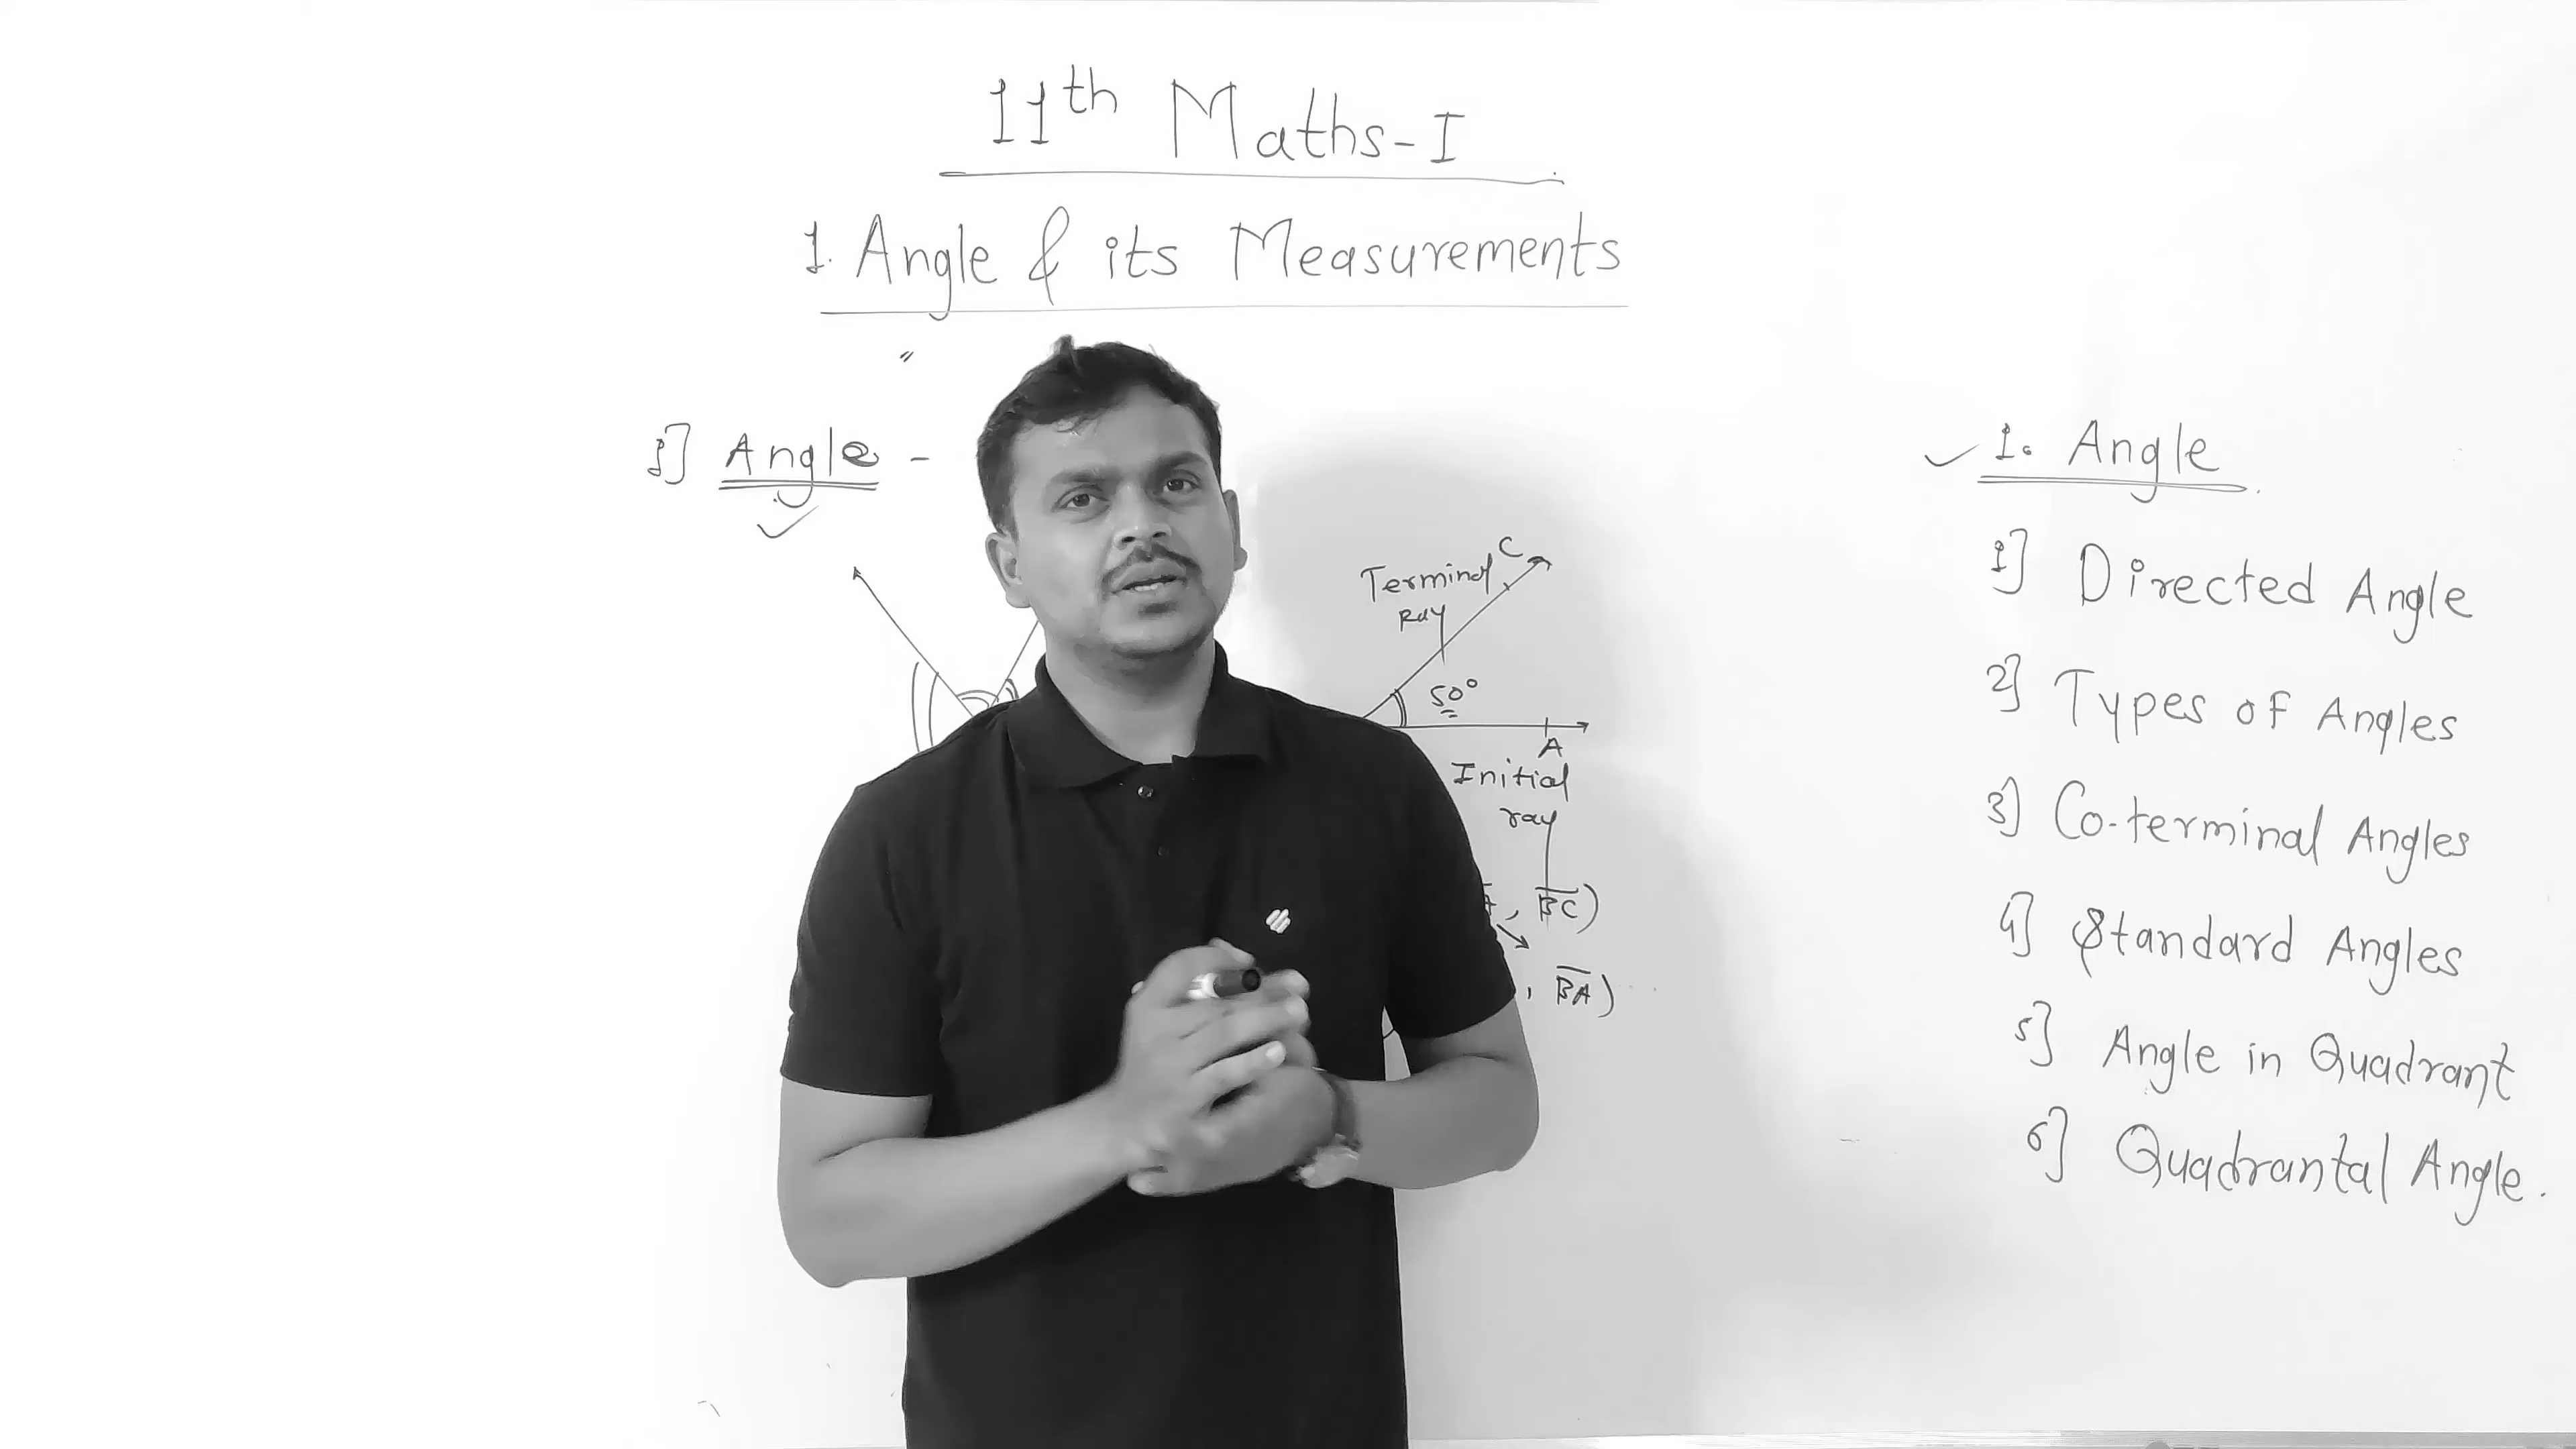 11th Maths-I
1. Angle & its Measurements
1] Angle -
Terminal
Ray
C
50°
A
Initial
ray
, BC)
, BA)
1. Angle
1] Directed Angle
2] Types of Angles
3] Co-terminal Angles
4] Standard Angles
5] Angle in Quadrant
6] Quadrantal Angle.